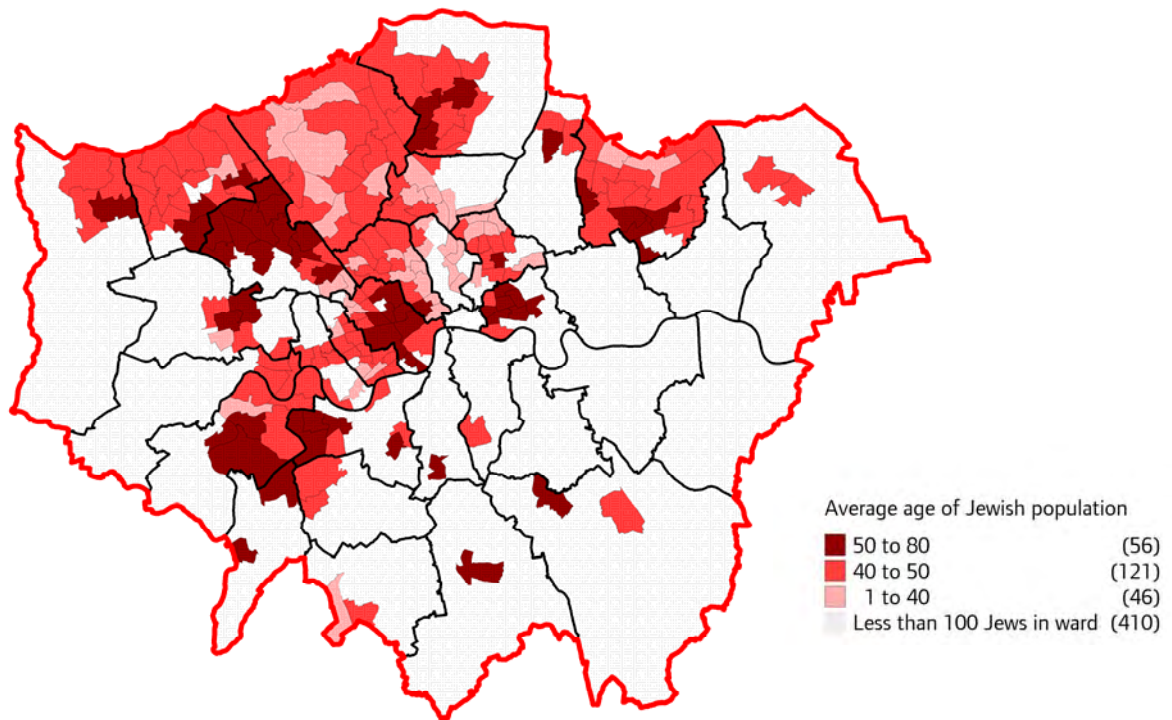 Average age of Jewish population
50 to 80 (56)
40 to 50 (121)
1 to 40 (46)
Less than 100 Jews in ward (410)